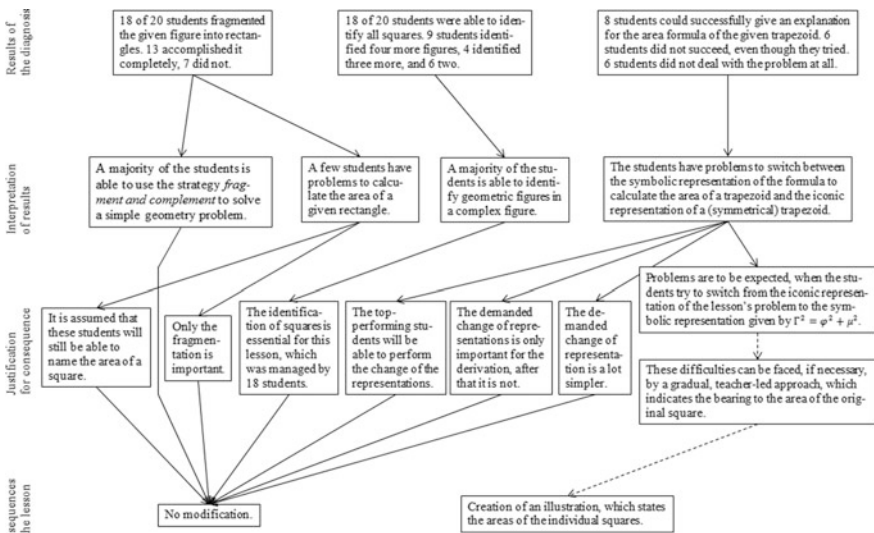 Results of
the diagnosis
18 of 20 students fragmented
the given figure into rectan-
gles. 13 accomplished it
completely, 7 did not.
18 of 20 students were able to identify
all squares. 9 students identi-
fied four more figures, 4 identified
three more, and 6 two.
8 students could successfully give an explanation
for the area formula of the given trapezoid. 6
students did not succeed, even though they tried.
6 students did not deal with the problem at all.
Interpretation
of results
A majority of the students is
able to use the strategy frag-
ment and complement to solve
a simple geometry problem.
A few students have
problems to calcu-
late the area of a
given rectangle.
A majority of the stu-
dents is able to identi-
fy geometric figures in
a complex figure.
The students have problems to switch between
the symbolic representation of the formula to
calculate the area of a trapezoid and the iconic
representation of a (symmetrical) trapezoid.
Justification
for consequence
It is assumed that
these students will
still be able to
name the area of a
square.
Only the
fragmen-
tation is
important.
The identification
of squares is
essential for this
lesson, which
was managed by
18 students.
The top-
performing stu-
dents will be
able to perform
the change of the
representations.
The demanded
change of repre-
sentations is only
important for the
derivation, after
that it is not.
The de-
manded
change of
representa-
tion is a lot
simpler.
Problems are to be expected, when the stu-
dents try to switch from the iconic represen-
tation of the lesson's problem to the sym-
bolic representation given by Γ² = φ² + μ².
These difficulties can be faced, if necessary,
by a gradual, teacher-led approach, which
indicates the bearing to the area of the orig-
inal square.
sequences
he lesson
No modification.
Creation of an illustration, which states
the areas of the individual squares.